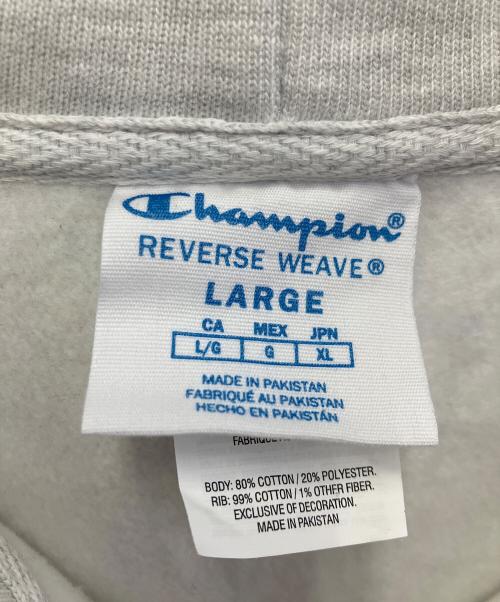 Champion®
REVERSE WEAVE®
LARGE
CA MEX JPN
L/G G XL
MADE IN PAKISTAN
FABRIQUÉ AU PAKISTAN
HECHO EN PAKISTÁN
BODY: 80% COTTON / 20% POLYESTER.
RIB: 99% COTTON / 1% OTHER FIBER.
EXCLUSIVE OF DECORATION.
MADE IN PAKISTAN